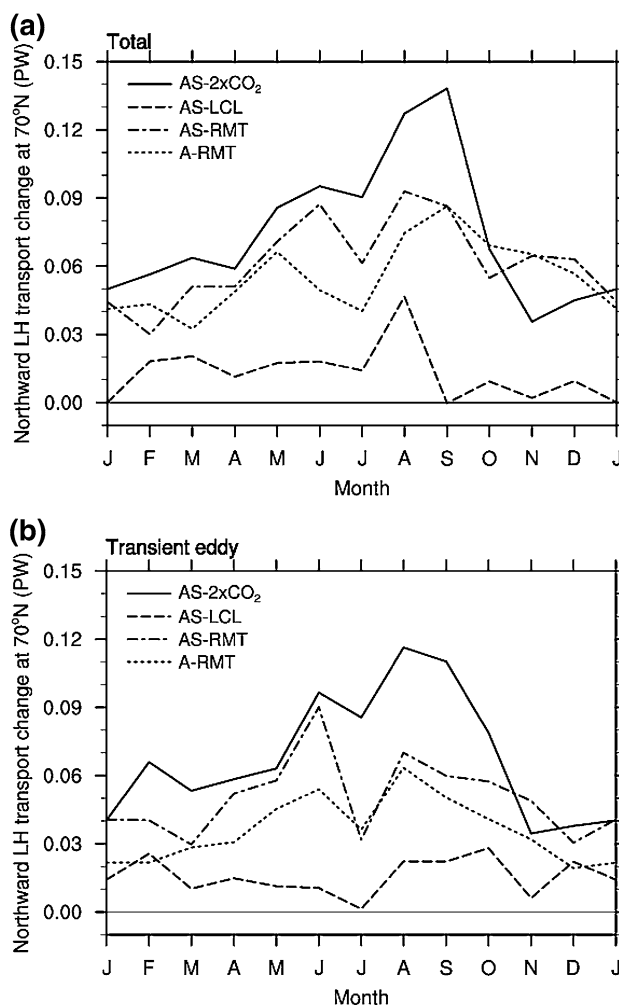 (a)
Total
Northward LH transport change at 70°N (PW)
0.15
0.12
0.09
0.06
0.03
0.00
AS-2xCO₂
AS-LCL
AS-RMT
A-RMT
J F M A M J J A S O N D J
Month
(b)
Transient eddy
Northward LH transport change at 70°N (PW)
0.15
0.12
0.09
0.06
0.03
0.00
AS-2xCO₂
AS-LCL
AS-RMT
A-RMT
J F M A M J J A S O N D J
Month